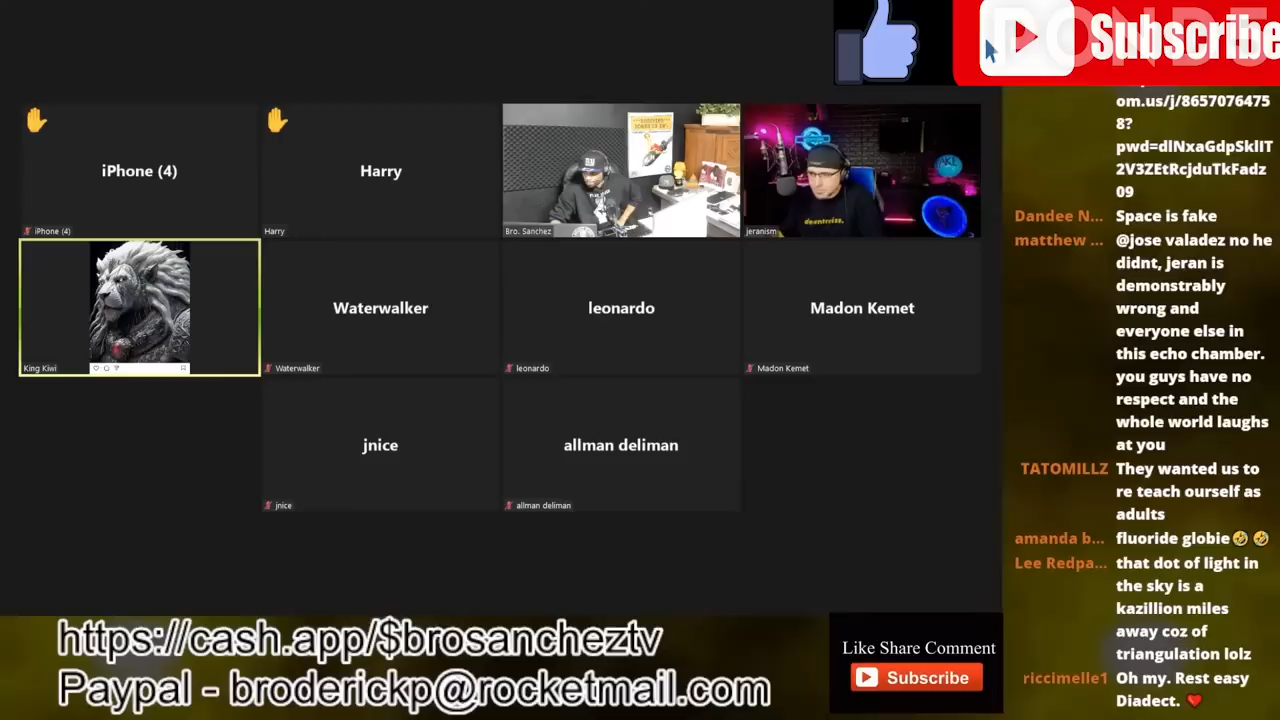 Subscribe
iPhone (4)
Harry
iPhone (4)
Harry
Bro. Sanchez
jeranism
Waterwalker
leonardo
Madon Kemet
King Kiwi
Waterwalker
leonardo
Madon Kemet
jnice
allman deliman
jnice
allman deliman
https://cash.app/$brosancheztv
Paypal - broderickp@rocketmail.com
Like Share Comment
Subscribe
om.us/j/8657076475
8?
pwd=dlNxaGdpSklIT
2V3ZEtRcjduTkFadz
09
Dandee N... Space is fake
matthew ... @jose valadez no he
didnt, jeran is
demonstrably
wrong and
everyone else in
this echo chamber.
you guys have no
respect and the
whole world laughs
at you
TATOMILLZ They wanted us to
re teach ourself as
adults
amanda b... fluoride globie🤣🤣
Lee Redpa... that dot of light in
the sky is a
kazillion miles
away coz of
triangulation lolz
riccimelle1 Oh my. Rest easy
Diadect. ❤️